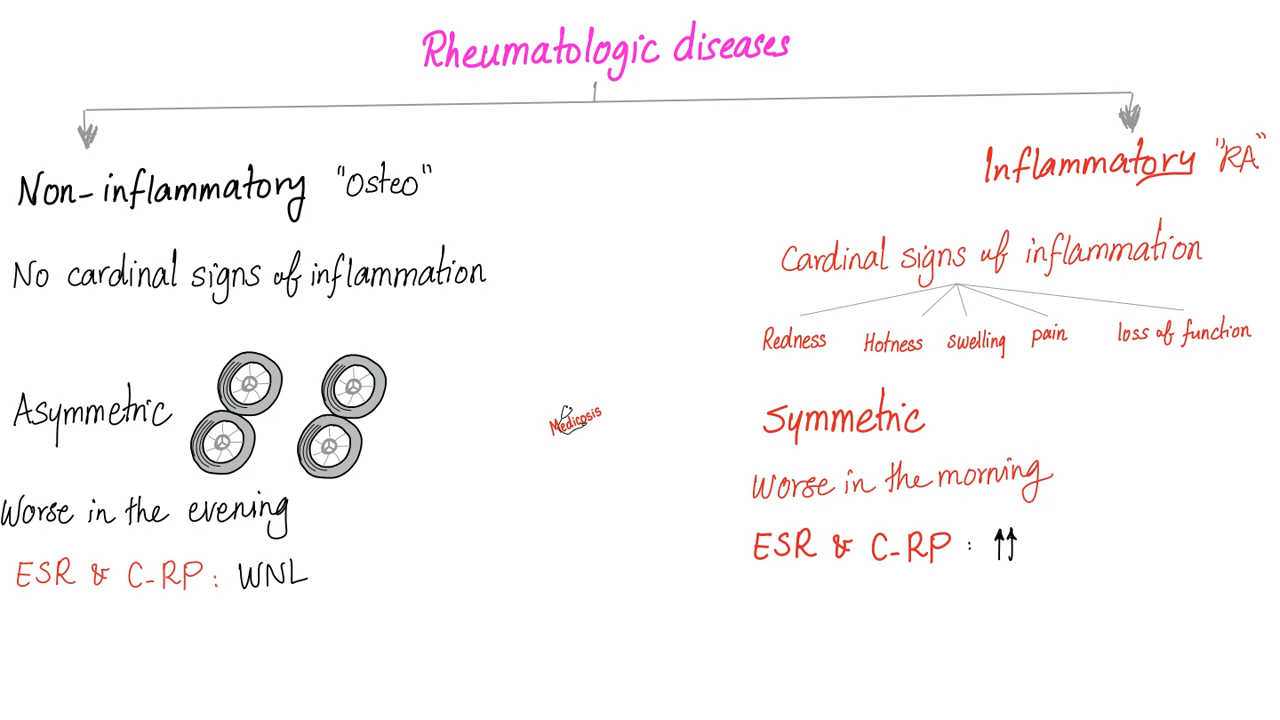 Rheumatologic diseases
Non-inflammatory "Osteo"
No cardinal signs of inflammation
Asymmetric
Worse in the evening
ESR & C-RP: WNL
Medicosis
Inflammatory "RA"
Cardinal signs of inflammation
Redness Hotness swelling pain loss of function
Symmetric
Worse in the morning
ESR & C-RP: ↑↑